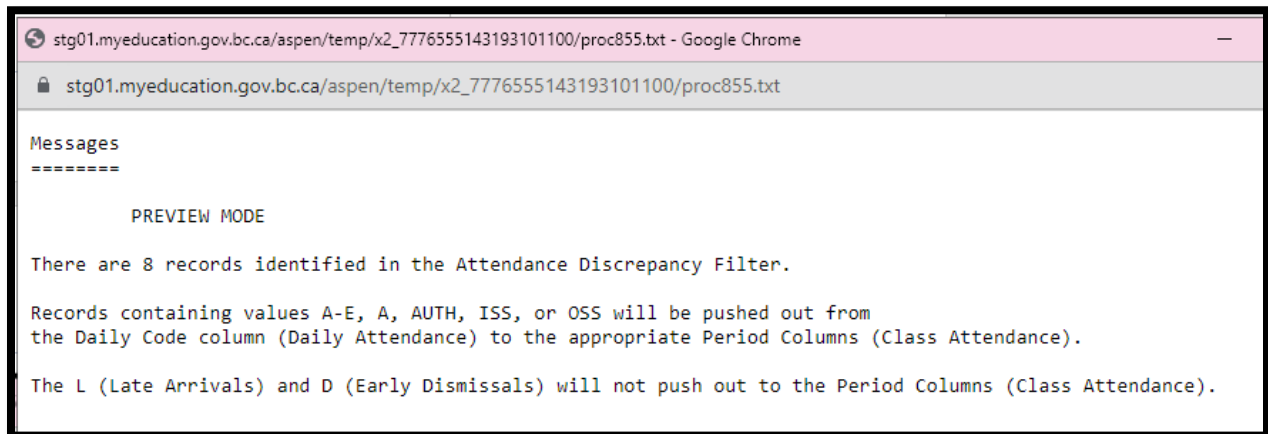 stg01.myeducation.gov.bc.ca/aspen/temp/x2_7776555143193101100/proc855.txt - Google Chrome
stg01.myeducation.gov.bc.ca/aspen/temp/x2_7776555143193101100/proc855.txt
Messages
========
PREVIEW MODE
There are 8 records identified in the Attendance Discrepancy Filter.
Records containing values A-E, A, AUTH, ISS, or OSS will be pushed out from
the Daily Code column (Daily Attendance) to the appropriate Period Columns (Class Attendance).
The L (Late Arrivals) and D (Early Dismissals) will not push out to the Period Columns (Class Attendance).